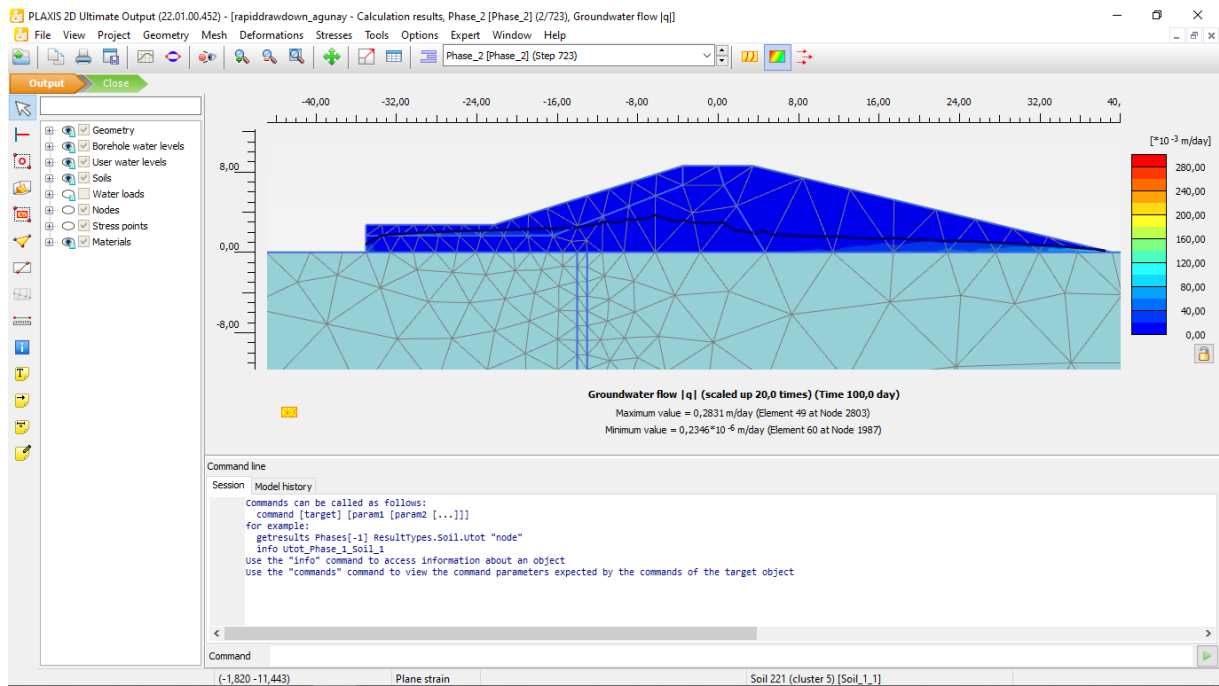 PLAXIS 2D Ultimate Output (22.01.00.452) - [rapiddrawdown_agunay - Calculation results, Phase_2 [Phase_2] (2/723), Groundwater flow |q|]
File View Project Geometry Mesh Deformations Stresses Tools Options Expert Window Help
Phase_2 [Phase_2] (Step 723)
Output Close
-40,00 -32,00 -24,00 -16,00 -8,00 0,00 8,00 16,00 24,00 32,00 40,
Geometry
Borehole water levels
User water levels
Soils
Water loads
Nodes
Stress points
Materials
8,00
0,00
-8,00
[*10 -3 m/day]
280,00
240,00
200,00
160,00
120,00
80,00
40,00
0,00
Groundwater flow |q| (scaled up 20,0 times) (Time 100,0 day)
Maximum value = 0,2831 m/day (Element 49 at Node 2803)
Minimum value = 0,2346*10 -6 m/day (Element 60 at Node 1987)
Command line
Session Model history
Commands can be called as follows:
command [target] [param1 [param2 [...]]]
for example:
getresults Phases[-1] ResultTypes.Soil.Utot "node"
info Utot_Phase_1_Soil_1
Use the "info" command to access information about an object
Use the "commands" command to view the command parameters expected by the commands of the target object
Command
(-1,820 -11,443) Plane strain Soil 221 (cluster 5) [Soil_1_1]